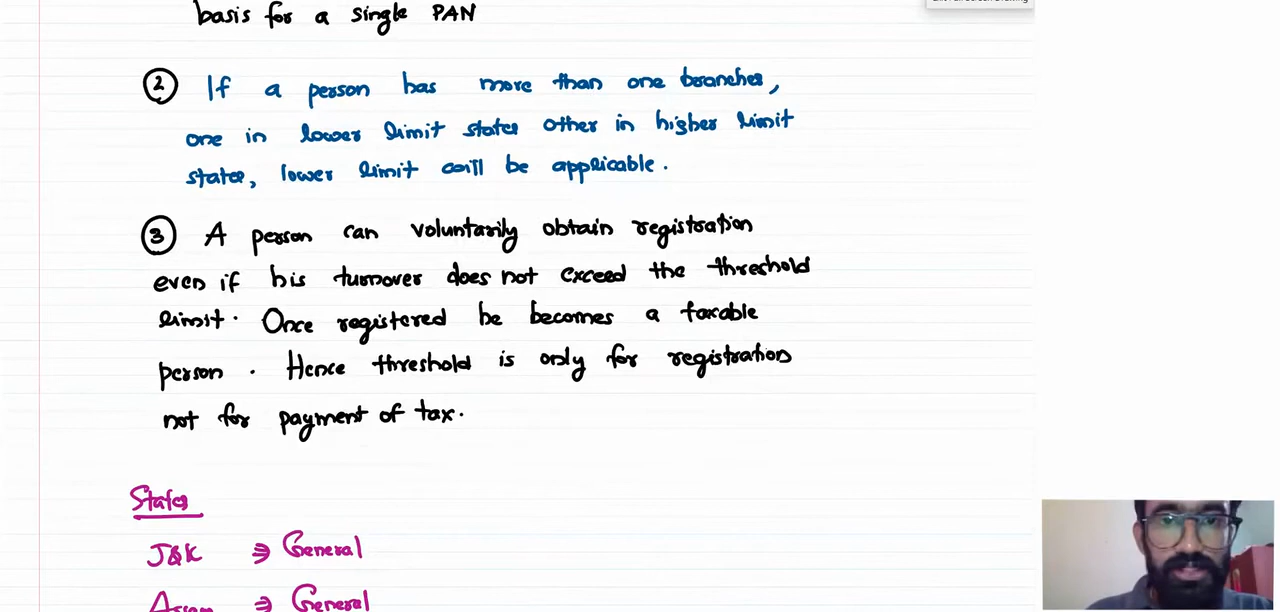 basis for a single PAN
② If a person has more than one branches,
one in lower limit states other in higher limit
states, lower limit will be applicable.
③ A person can voluntarily obtain registration
even if his turnover does not exceed the threshold
limit. Once registered he becomes a taxable
person. Hence threshold is only for registration
not for payment of tax.
States
J&K ⇒ General
Assam ⇒ General